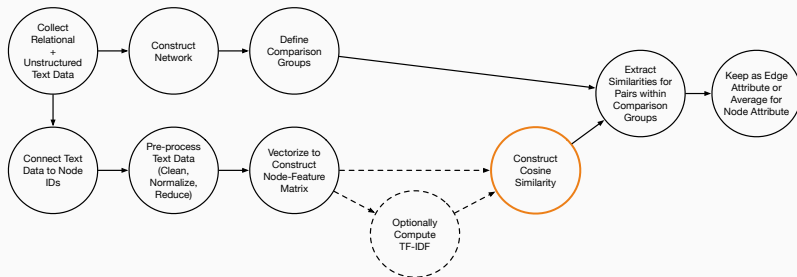 Collect
Relational
+
Unstructured
Text Data
Construct
Network
Define
Comparison
Groups
Extract
Similarities for
Pairs within
Comparison
Groups
Keep as Edge
Attribute or
Average for
Node Attribute
Connect Text
Data to Node
IDs
Pre-process
Text Data
(Clean,
Normalize,
Reduce)
Vectorize to
Construct
Node-Feature
Matrix
Optionally
Compute
TF-IDF
Construct
Cosine
Similarity